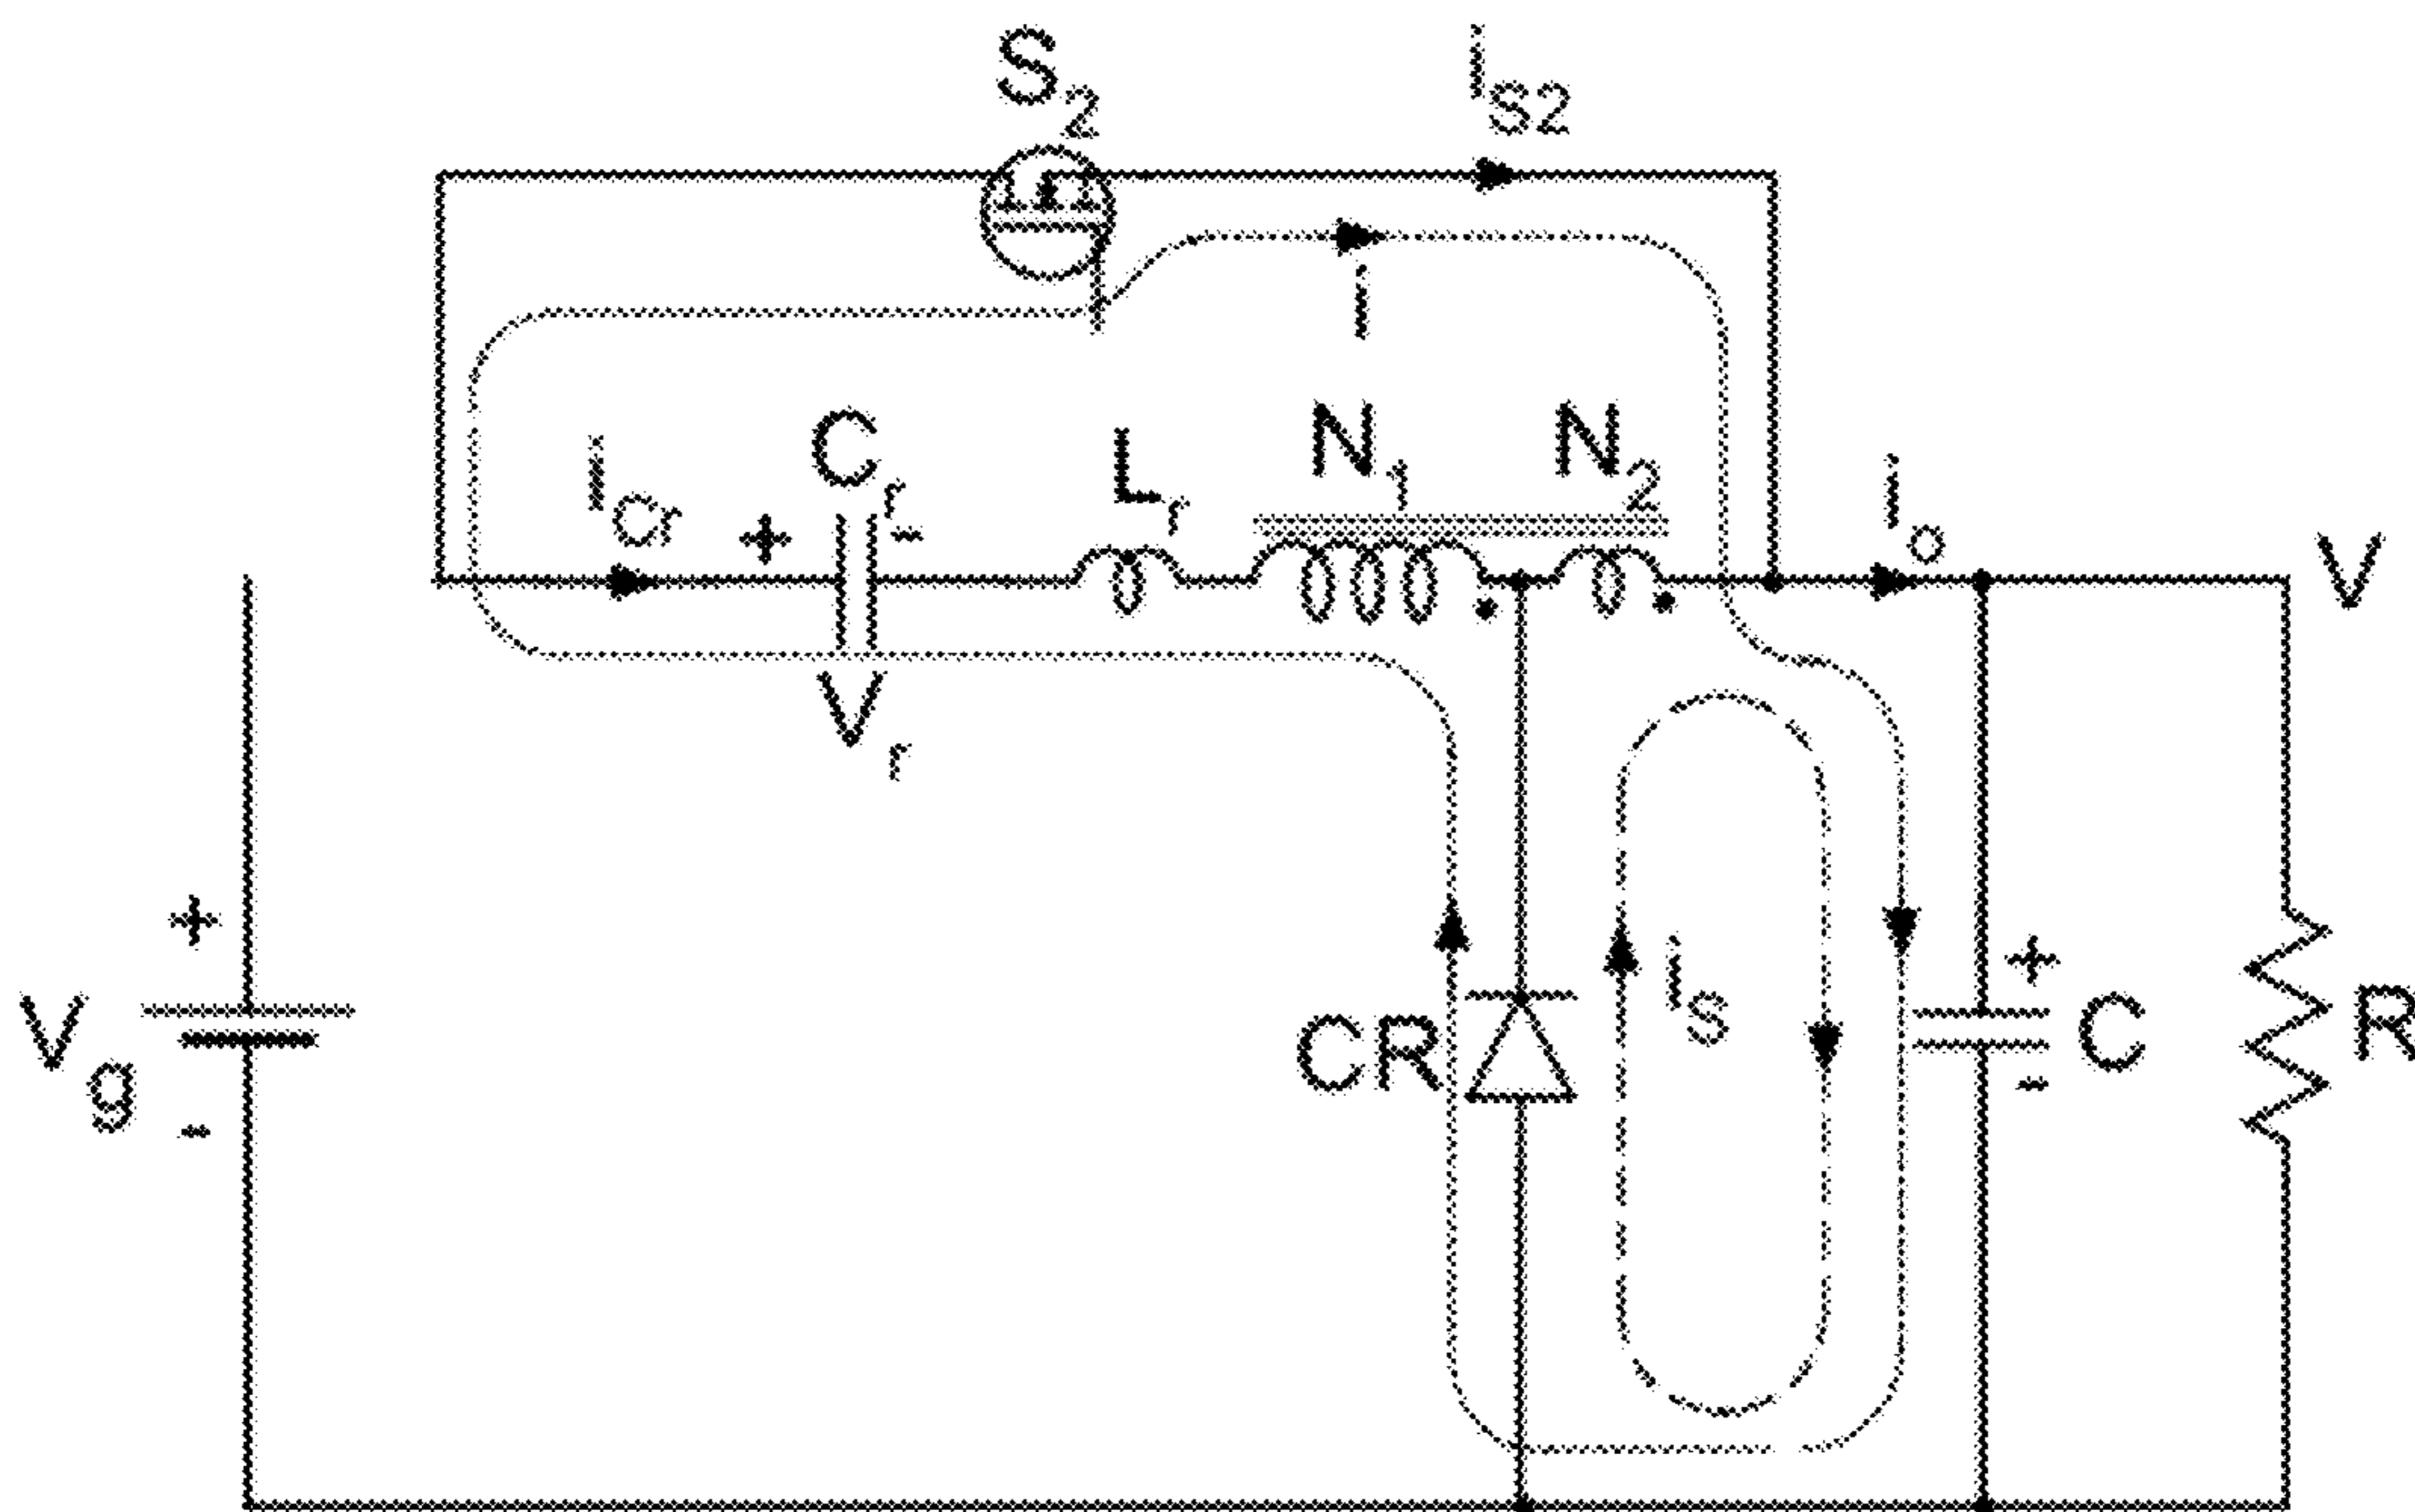 S2
iS2
i
iCr
+
Cr
-
Lr
N1
N2
io
V
Vr
+
Vg
-
CR
iS
+
C
-
R